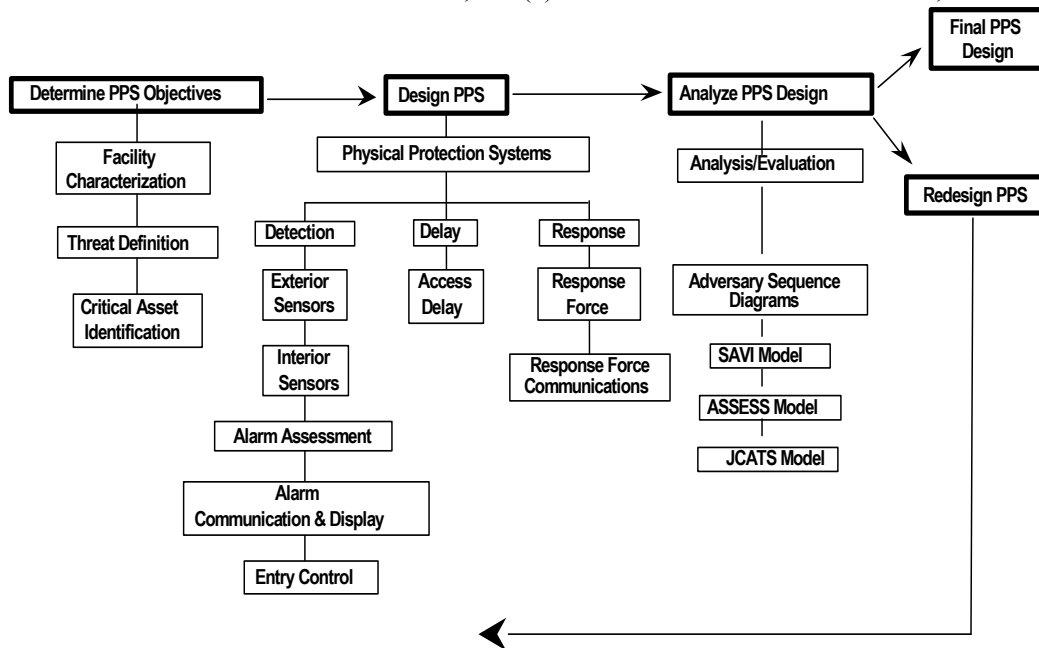 Final PPS
Design
Determine PPS Objectives
Design PPS
Analyze PPS Design
Facility
Characterization
Threat Definition
Critical Asset
Identification
Physical Protection Systems
Detection
Exterior
Sensors
Interior
Sensors
Alarm Assessment
Alarm
Communication & Display
Entry Control
Delay
Access
Delay
Response
Response
Force
Response Force
Communications
Analysis/Evaluation
Adversary Sequence
Diagrams
SAVI Model
ASSESS Model
JCATS Model
Redesign PPS